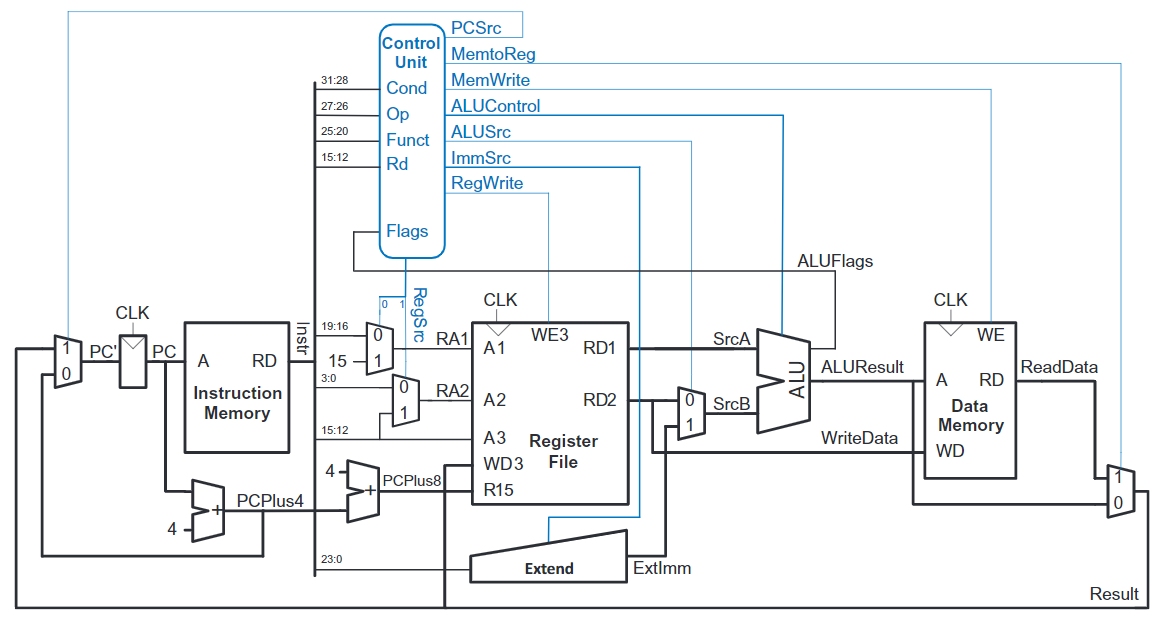 PCSrc
Control
Unit
MemtoReg
MemWrite
31:28
Cond
27:26
Op
ALUControl
25:20
Funct
ALUSrc
15:12
Rd
ImmSrc
RegWrite
Flags
ALUFlags
0 1
RegSrc
CLK
CLK
CLK
19:16
0
RA1
A1
WE3
RD1
SrcA
WE
1
0
PC'
PC
A
RD
Instr
15
1
ALU
ALUResult
A
RD
ReadData
Instruction
Memory
3:0
0
1
RA2
A2
RD2
0
1
SrcB
Data
Memory
15:12
A3
Register
File
WriteData
WD
4
+
PCPlus8
WD3
R15
1
0
4
+
PCPlus4
23:0
Extend
ExtImm
Result